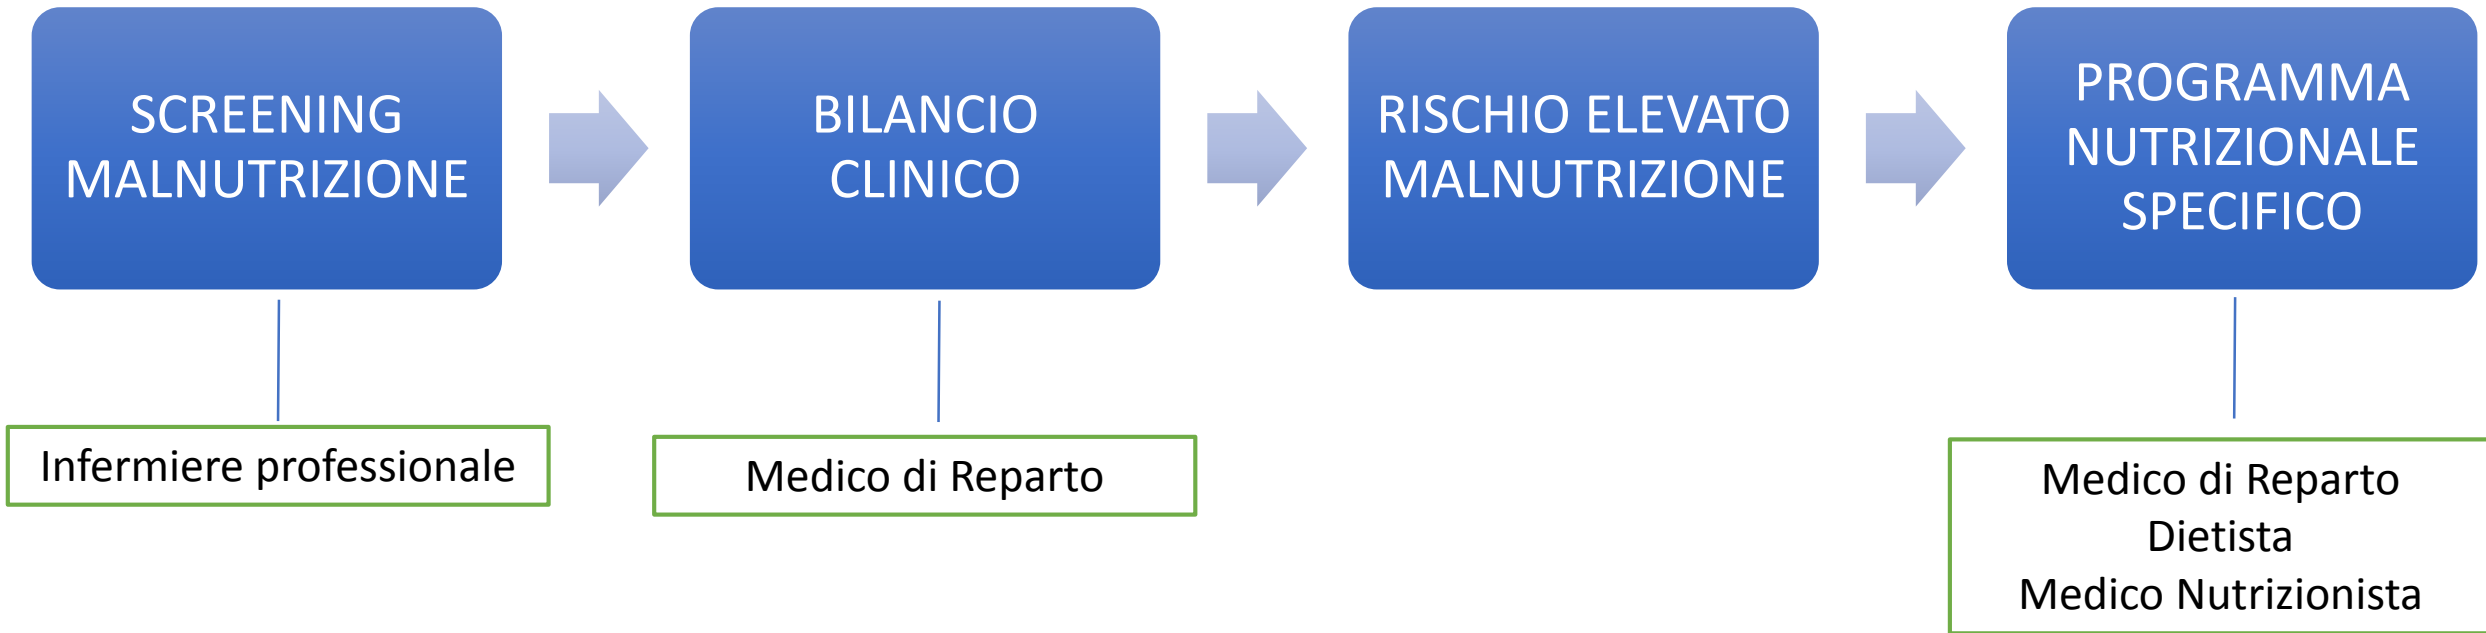 SCREENING
MALNUTRIZIONE
BILANCIO
CLINICO
RISCHIO ELEVATO
MALNUTRIZIONE
PROGRAMMA
NUTRIZIONALE
SPECIFICO
Infermiere professionale
Medico di Reparto
Medico di Reparto
Dietista
Medico Nutrizionista